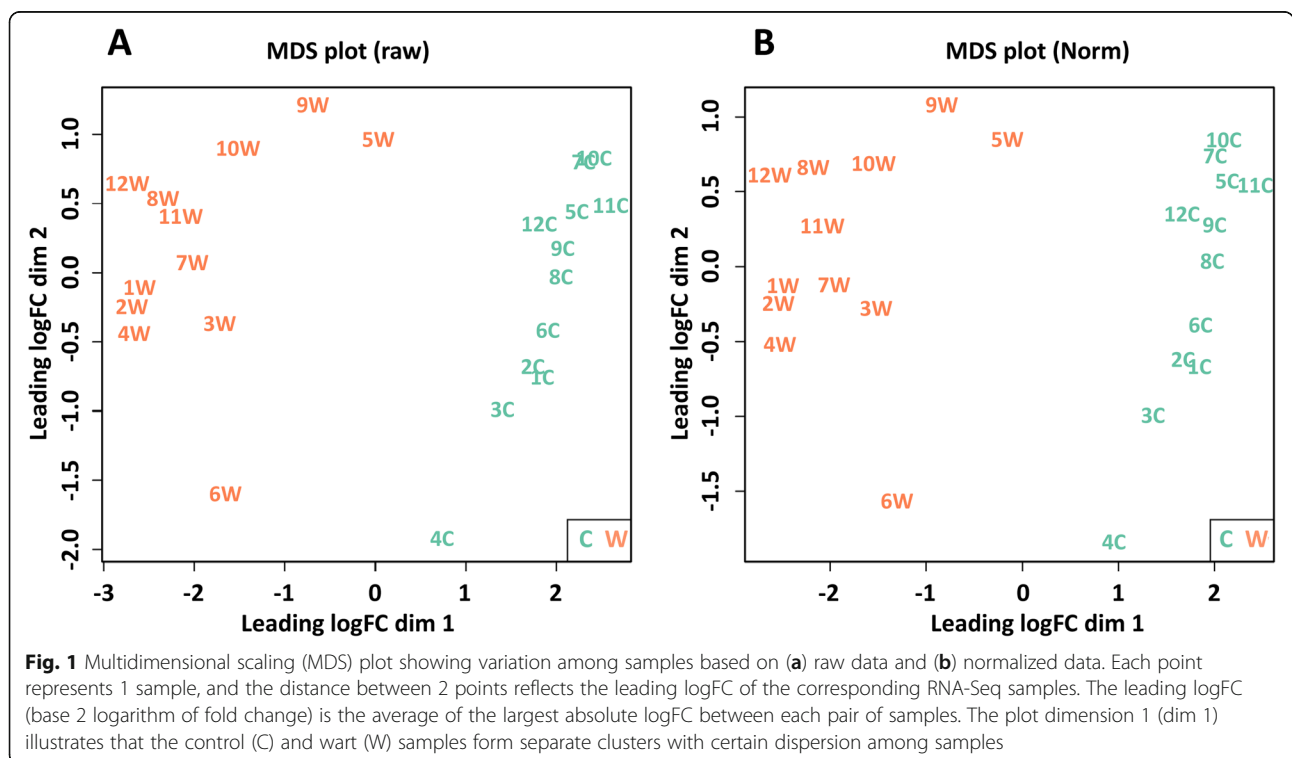 A
MDS plot (raw)
Leading logFC dim 2
1.0
0.5
0.0
-0.5
-1.0
-1.5
-2.0
9W
5W
10W
7C
10C
12W
8W
11W
5C
11C
12C
9C
7W
8C
1W
2W
4W
3W
6C
2C
1C
3C
6W
4C
C W
-3 -2 -1 0 1 2
Leading logFC dim 1
B
MDS plot (Norm)
Leading logFC dim 2
1.0
0.5
0.0
-0.5
-1.0
-1.5
9W
5W
10C
7C
12W
8W
10W
5C
11C
12C
9C
11W
8C
1W
7W
2W
3W
4W
6C
2C
1C
3C
6W
4C
C W
-2 -1 0 1 2
Leading logFC dim 1
Fig. 1 Multidimensional scaling (MDS) plot showing variation among samples based on (a) raw data and (b) normalized data. Each point
represents 1 sample, and the distance between 2 points reflects the leading logFC of the corresponding RNA-Seq samples. The leading logFC
(base 2 logarithm of fold change) is the average of the largest absolute logFC between each pair of samples. The plot dimension 1 (dim 1)
illustrates that the control (C) and wart (W) samples form separate clusters with certain dispersion among samples